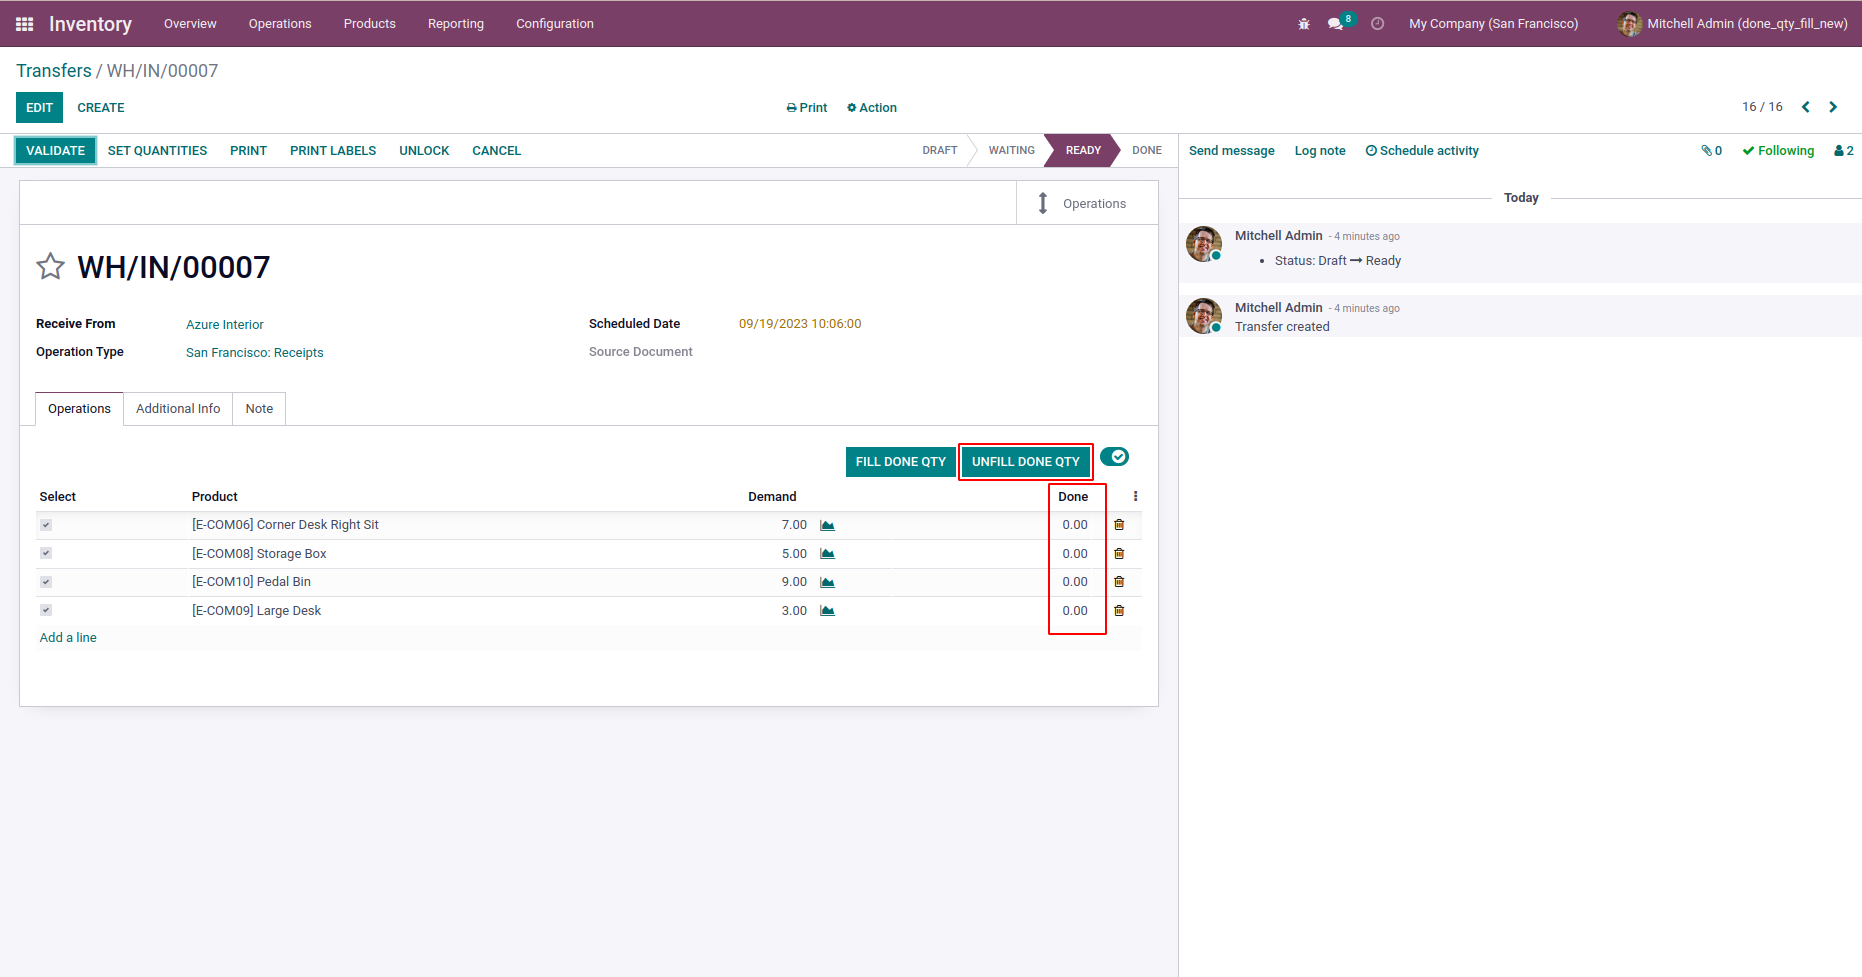 Inventory Overview Operations Products Reporting Configuration 8 My Company (San Francisco) Mitchell Admin (done_qty_fill_new)
Transfers / WH/IN/00007
EDIT CREATE Print Action 16 / 16
VALIDATE SET QUANTITIES PRINT PRINT LABELS UNLOCK CANCEL DRAFT WAITING READY DONE
Send message Log note Schedule activity 0 Following 2
Operations
WH/IN/00007
Receive From Azure Interior Scheduled Date 09/19/2023 10:06:00
Operation Type San Francisco: Receipts Source Document
Operations Additional Info Note
FILL DONE QTY UNFILL DONE QTY
Select Product Demand Done
[E-COM06] Corner Desk Right Sit 7.00 0.00
[E-COM08] Storage Box 5.00 0.00
[E-COM10] Pedal Bin 9.00 0.00
[E-COM09] Large Desk 3.00 0.00
Add a line
Today
Mitchell Admin - 4 minutes ago
• Status: Draft → Ready
Mitchell Admin - 4 minutes ago
Transfer created